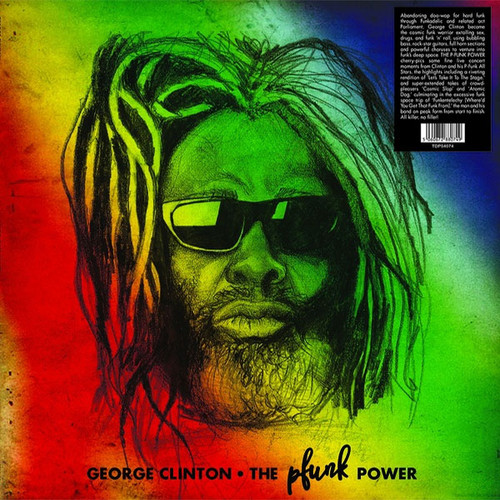 Abandoning doo-wop for hard funk
through Funkadelic and related act
Parliament, George Clinton became
the cosmic funk warrior extolling sex,
drugs, and funk 'n' roll, using bubbling
bass, rock-star guitars, full horn sections
and powerful choruses to venture into
funk's deep space. THE P-FUNK POWER
cherry-pics some fine live concert
moments from Clinton and his P-Funk All
Stars, the highlights including a riveting
rendition of 'Let's Take It To The Stage,'
and super-extended takes of crowd-
pleasers 'Cosmic Slop' and 'Atomic
Dog,' culminating in the excessive funk
space trip of 'Funkentelechy (Where'd
You Get That Funk From),' the man and his
band on peak form from start to finish.
All killer, no filler!
TDP54074
GEORGE CLINTON • THE pfunk POWER